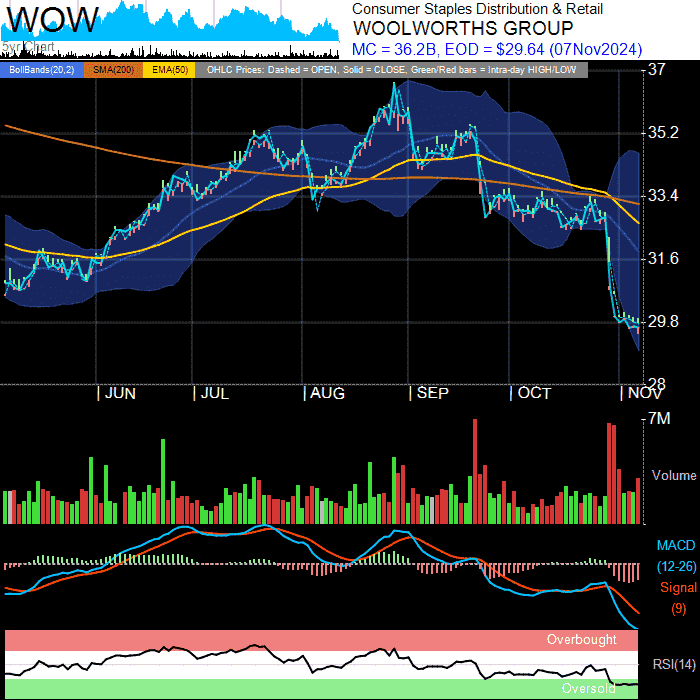 WOW
5yr Chart
Consumer Staples Distribution & Retail
WOOLWORTHS GROUP
MC = 36.2B, EOD = $29.64 (07Nov2024)
BollBands(20,2) SMA(200) EMA(50) OHLC Prices: Dashed = OPEN, Solid = CLOSE, Green/Red bars = Intra-day HIGH/LOW
37
35.2
33.4
31.6
29.8
28
JUN JUL AUG SEP OCT NOV
7M
Volume
MACD
(12-26)
Signal
(9)
Overbought
RSI(14)
Oversold